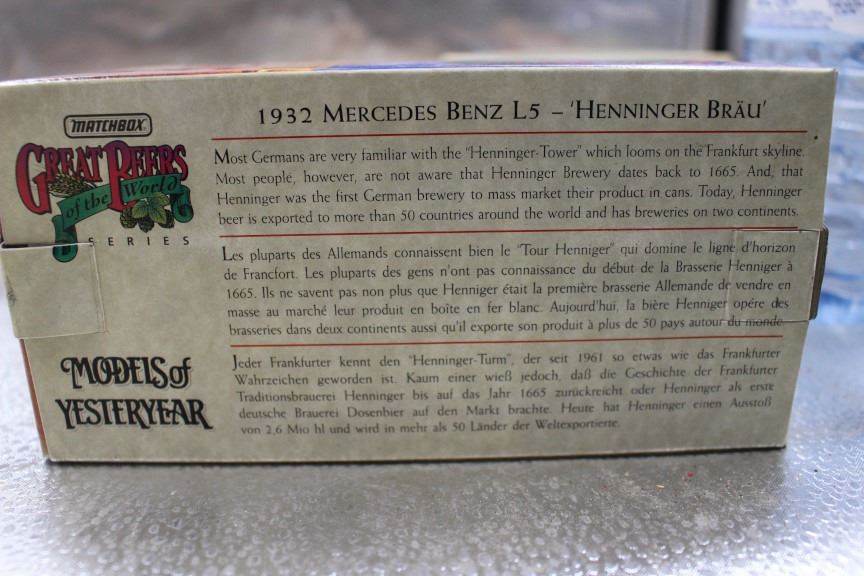 MATCHBOX
GREAT BEERS
of the World
SERIES
MODELS of
YESTERYEAR
1932 MERCEDES BENZ L5 – 'HENNINGER BRÄU'
Most Germans are very familiar with the "Henninger-Tower" which looms on the Frankfurt skyline.
Most people, however, are not aware that Henninger Brewery dates back to 1665. And, that
Henninger was the first German brewery to mass market their product in cans. Today, Henninger
beer is exported to more than 50 countries around the world and has breweries on two continents.
Les pluparts des Allemands connaissent bien le "Tour Henniger" qui domine le ligne d'horizon
de Francfort. Les pluparts des gens n'ont pas connaissance du début de la Brasserie Henniger à
1665. Ils ne savent pas non plus que Henniger était la première brasserie Allemande de vendre en
masse au marché leur produit en boîte en fer blanc. Aujourd'hui, la bière Henniger opére des
brasseries dans deux continents aussi qu'il exporte son produit à plus de 50 pays autour du monde.
Jeder Frankfurter kennt den "Henninger-Turm", der seit 1961 so etwas wie das Frankfurter
Wahrzeichen geworden ist. Kaum einer wieß jedoch, daß die Geschichte der Frankfurter
Traditionsbrauerei Henninger bis auf das Jahr 1665 zurückreicht oder Henninger als erste
deutsche Brauerei Dosenbier auf den Markt brachte. Heute hat Henninger einen Ausstoß
von 2,6 Mio hl und wird in mehr als 50 Länder der Weltexportierte.